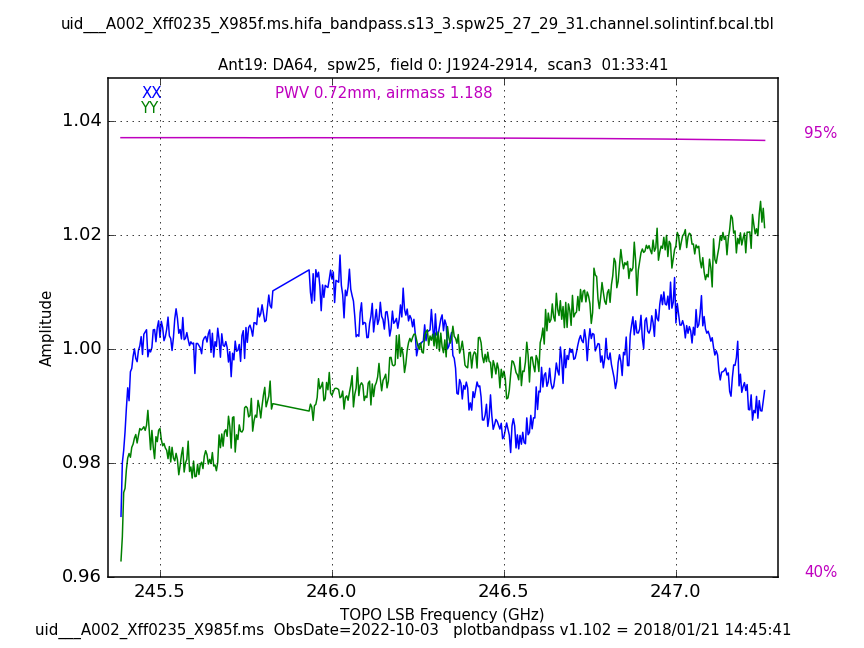 uid___A002_Xff0235_X985f.ms.hifa_bandpass.s13_3.spw25_27_29_31.channel.solintinf.bcal.tbl
Ant19: DA64,  spw25,  field 0: J1924-2914,  scan3  01:33:41
XX
PWV 0.72mm, airmass 1.188
YY
1.04
95%
1.02
1.00
0.98
0.96
40%
Amplitude
245.5
246.0
246.5
247.0
TOPO LSB Frequency (GHz)
uid___A002_Xff0235_X985f.ms  ObsDate=2022-10-03   plotbandpass v1.102 = 2018/01/21 14:45:41